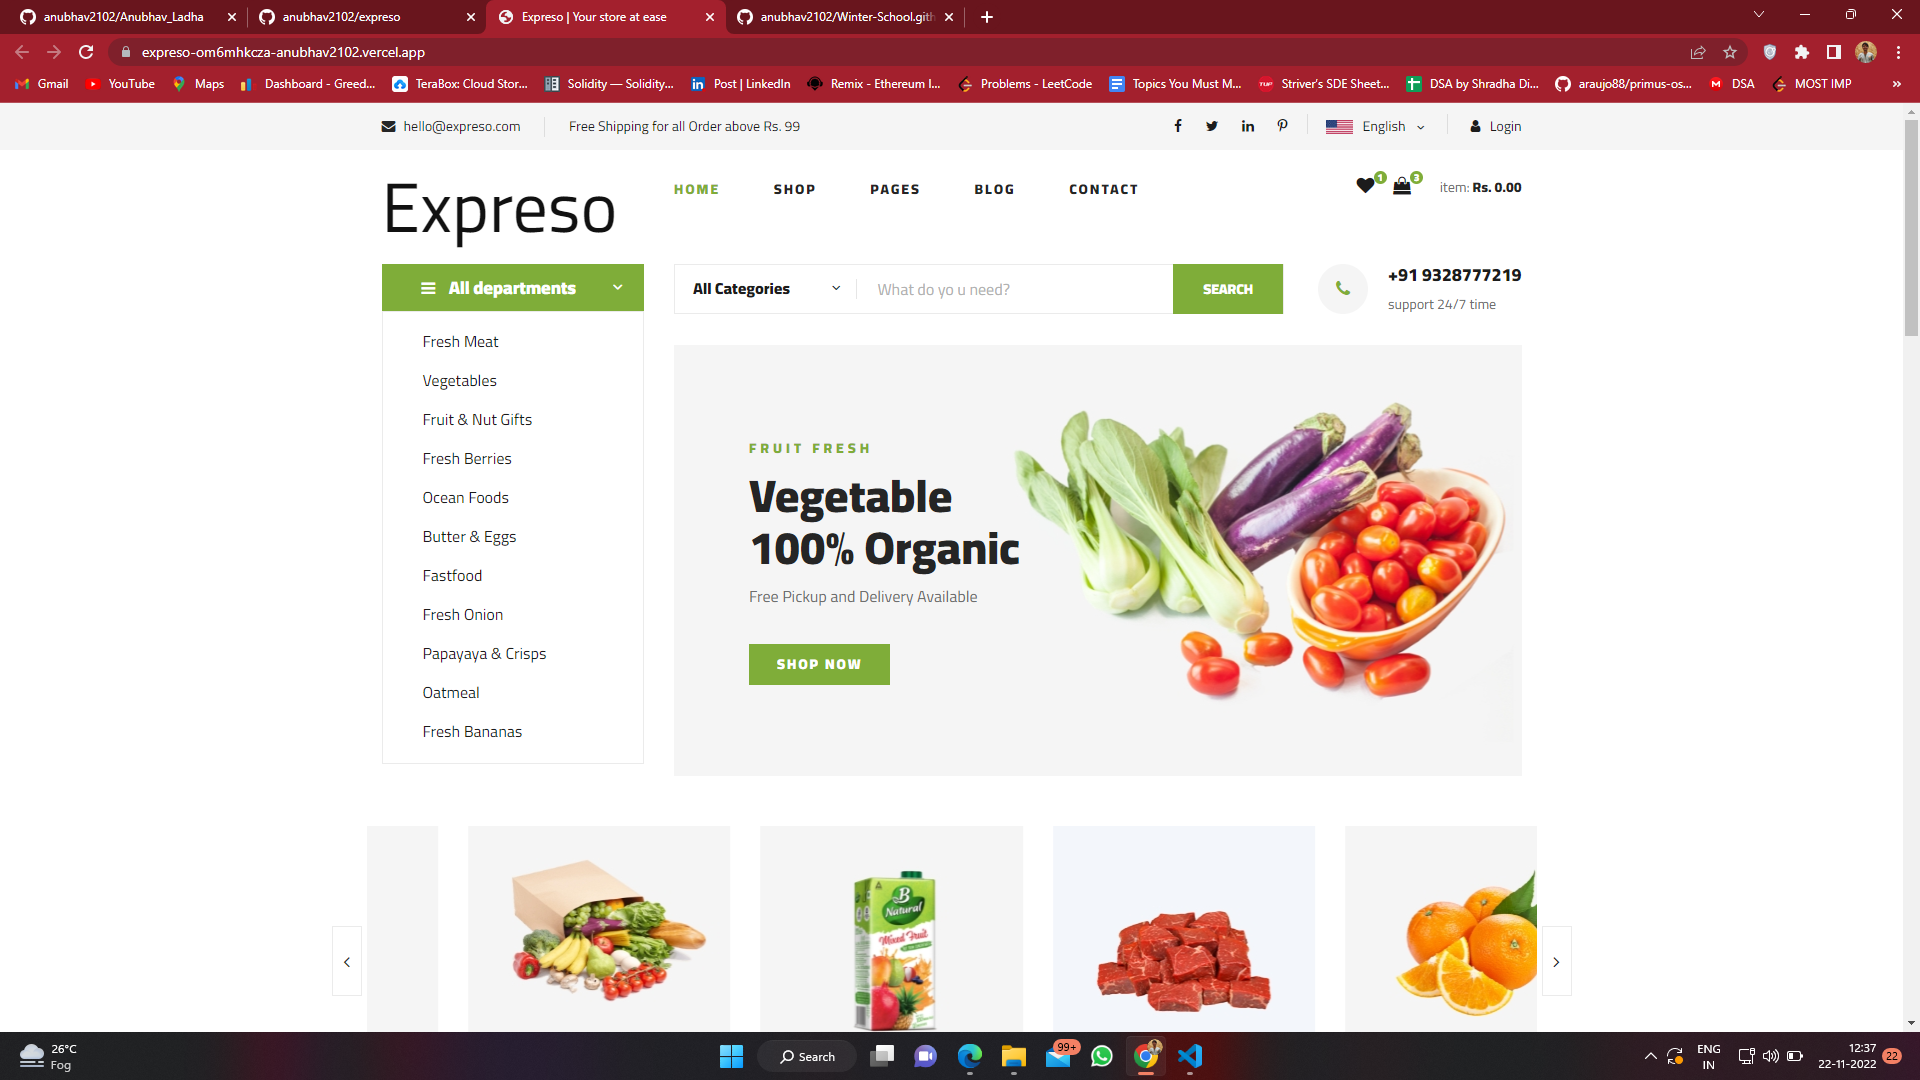 anubhav2102/Anubhav_Ladha
anubhav2102/expreso
Expreso | Your store at ease
anubhav2102/Winter-School.gith
expreso-om6mhkcza-anubhav2102.vercel.app
Gmail
YouTube
Maps
Dashboard - Greed...
TeraBox: Cloud Stor...
Solidity — Solidity...
Post | LinkedIn
Remix - Ethereum I...
Problems - LeetCode
Topics You Must M...
Striver's SDE Sheet...
DSA by Shradha Di...
araujo88/primus-os...
DSA
MOST IMP
»
hello@expreso.com
Free Shipping for all Order above Rs. 99
English
Login
Expreso
HOME
SHOP
PAGES
BLOG
CONTACT
1
3
item: Rs. 0.00
All departments
All Categories
What do yo u need?
SEARCH
+91 9328777219
support 24/7 time
Fresh Meat
Vegetables
Fruit & Nut Gifts
Fresh Berries
Ocean Foods
Butter & Eggs
Fastfood
Fresh Onion
Papayaya & Crisps
Oatmeal
Fresh Bananas
FRUIT FRESH
Vegetable
100% Organic
Free Pickup and Delivery Available
SHOP NOW
B
Natural
Mixed Fruit
26°C
Fog
Search
99+
ENG
IN
12:37
22-11-2022
22